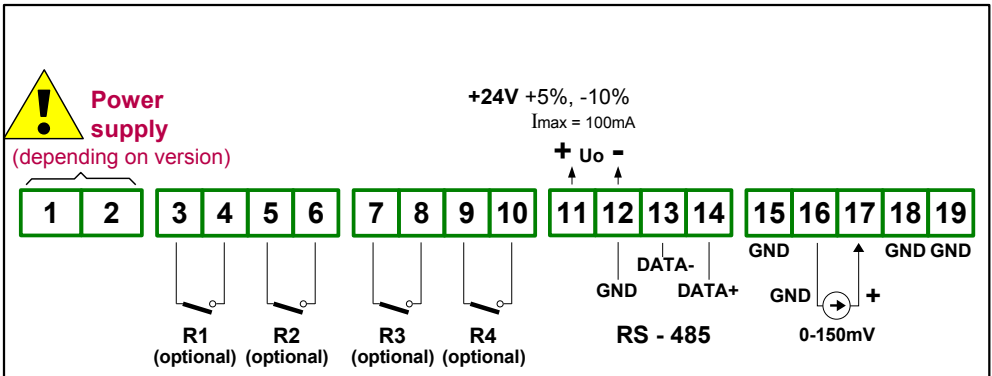 Power
supply
(depending on version)
+24V +5%, -10%
Imax = 100mA
+ Uo -
1 2 3 4 5 6 7 8 9 10 11 12 13 14 15 16 17 18 19
GND GND GND
DATA-
GND DATA+
GND +
R1 R2 R3 R4 RS - 485 0-150mV
(optional) (optional) (optional) (optional)